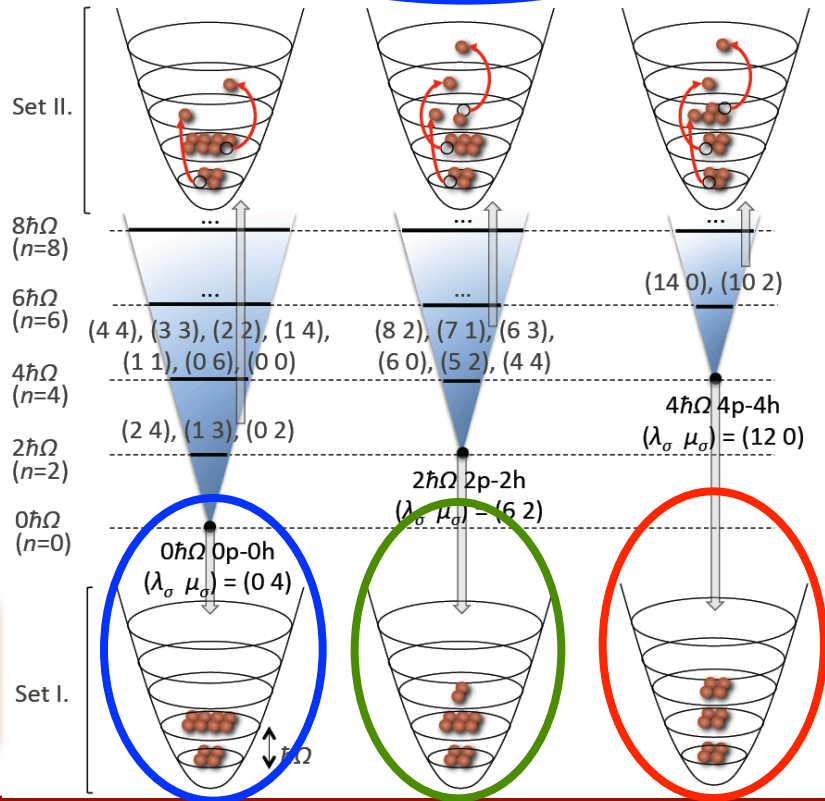 Set II.
8ħΩ
(n=8)
...
...
...
(14 0), (10 2)
6ħΩ
(n=6)
...
...
(4 4), (3 3), (2 2), (1 4),
(1 1), (0 6), (0 0)
(8 2), (7 1), (6 3),
(6 0), (5 2), (4 4)
4ħΩ
(n=4)
4ħΩ 4p-4h
(λσ μσ) = (12 0)
(2 4), (1 3), (0 2)
2ħΩ
(n=2)
2ħΩ 2p-2h
(λσ μσ) = (6 2)
0ħΩ
(n=0)
0ħΩ 0p-0h
(λσ μσ) = (0 4)
Set I.
ħΩ